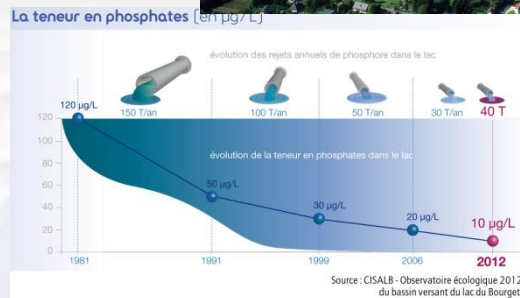 La teneur en phosphates (en µg/L)
évolution des rejets annuels de phosphore dans le lac
150 T/an 100 T/an 50 T/an 30 T/an 40 T
120 µg/L
120
100
80
60
40
20
0
évolution de la teneur en phosphates dans le lac
50 µg/L
30 µg/L
20 µg/L
10 µg/L
1981 1991 1999 2006 2012
Source : CISALB - Observatoire écologique 2012
du bassin versant du lac du Bourget